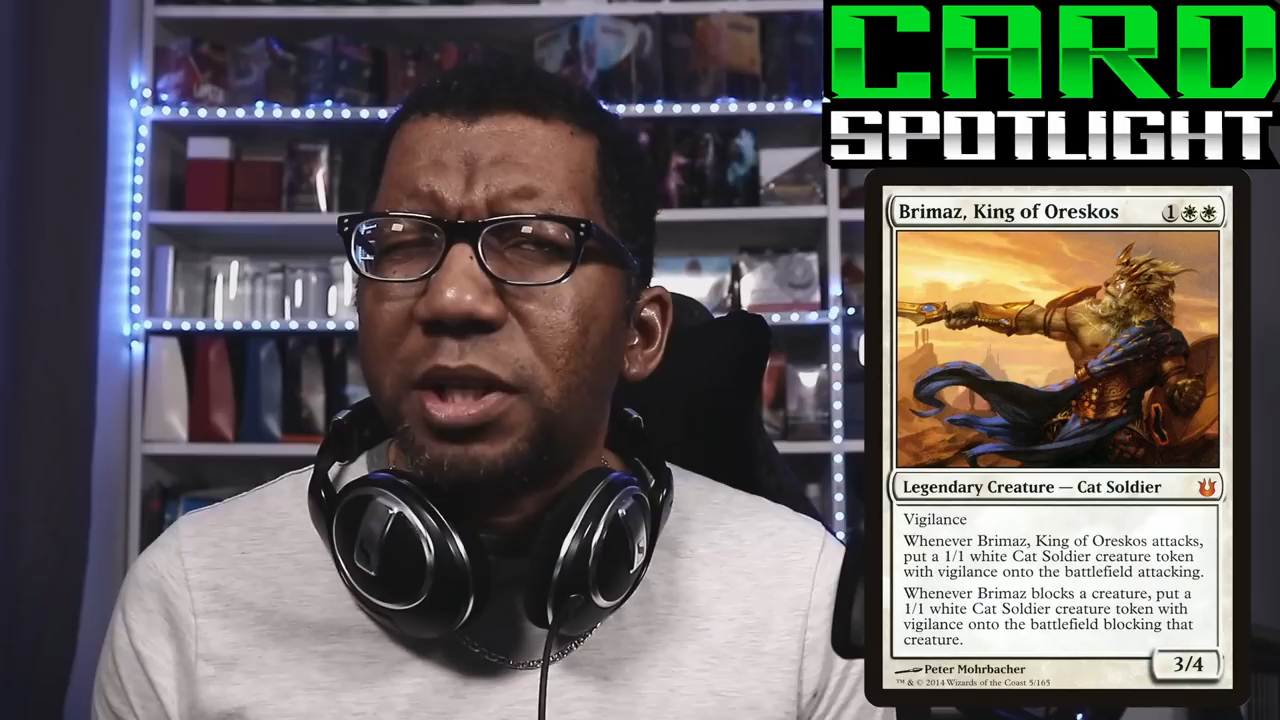 CARD
SPOTLIGHT
Brimaz, King of Oreskos 1
Legendary Creature — Cat Soldier
Vigilance
Whenever Brimaz, King of Oreskos attacks,
put a 1/1 white Cat Soldier creature token
with vigilance onto the battlefield attacking.
Whenever Brimaz blocks a creature, put a
1/1 white Cat Soldier creature token with
vigilance onto the battlefield blocking that
creature.
3/4
Peter Mohrbacher
™ & © 2014 Wizards of the Coast 5/165